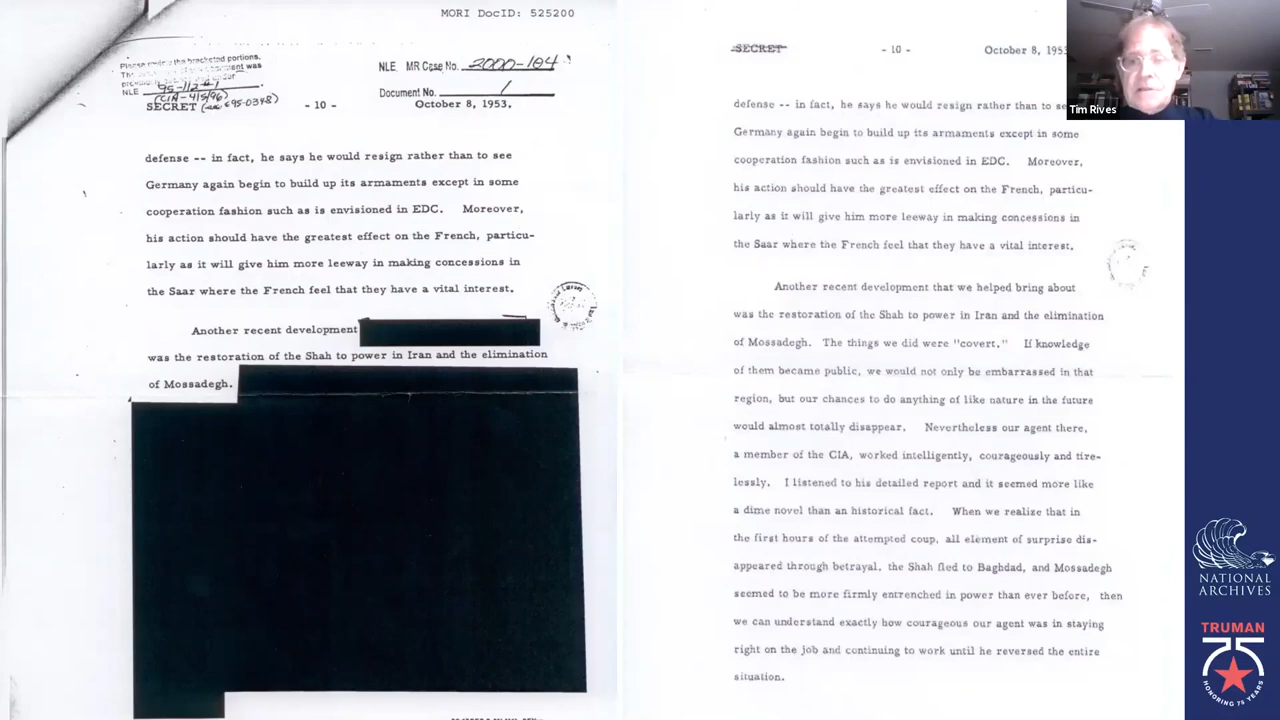 MORI DocID: 525200
the bracketed portions.
NLE 95-112 #1
(CIA - 4/5/96)
SECRET
- 10 -
NLE MR Case No. 2000-104
Document No. 1
October 8, 1953.
defense -- in fact, he says he would resign rather than to see
Germany again begin to build up its armaments except in some
cooperation fashion such as is envisioned in EDC. Moreover,
his action should have the greatest effect on the French, particu-
larly as it will give him more leeway in making concessions in
the Saar where the French feel that they have a vital interest.
Another recent development
was the restoration of the Shah to power in Iran and the elimination
of Mossadegh.
SECRET
- 10 -
October 8, 1953
defense -- in fact, he says he would resign rather than to
Germany again begin to build up its armaments except in some
cooperation fashion such as is envisioned in EDC. Moreover,
his action should have the greatest effect on the French, particu-
larly as it will give him more leeway in making concessions in
the Saar where the French feel that they have a vital interest.
Another recent development that we helped bring about
was the restoration of the Shah to power in Iran and the elimination
of Mossadegh. The things we did were "covert." If knowledge
of them became public, we would not only be embarrassed in that
region, but our chances to do anything of like nature in the future
would almost totally disappear. Nevertheless our agent there,
a member of the CIA, worked intelligently, courageously and tire-
lessly. I listened to his detailed report and it seemed more like
a dime novel than an historical fact. When we realize that in
the first hours of the attempted coup, all element of surprise dis-
appeared through betrayal, the Shah fled to Baghdad, and Mossadegh
seemed to be more firmly entrenched in power than ever before, then
we can understand exactly how courageous our agent was in staying
right on the job and continuing to work until he reversed the entire
situation.
Tim Rives
NATIONAL
ARCHIVES
TRUMAN
75
HONORING 75 YEARS